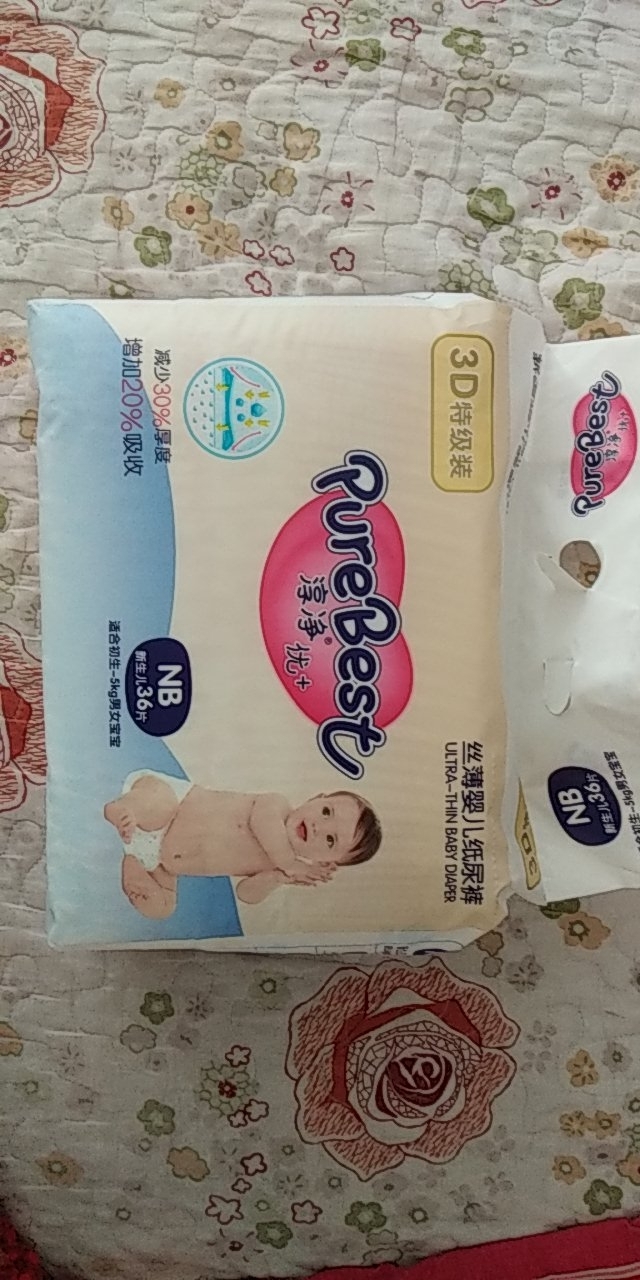 PureBest
淳净®
优+
NB
新生儿36片
3D特级装
丝薄婴儿纸尿裤
ULTRA-THIN BABY DIAPER
PureBest
淳净®优+
减少30%厚度
增加20%吸收
NB
新生儿36片
适合初生-5kg男女宝宝